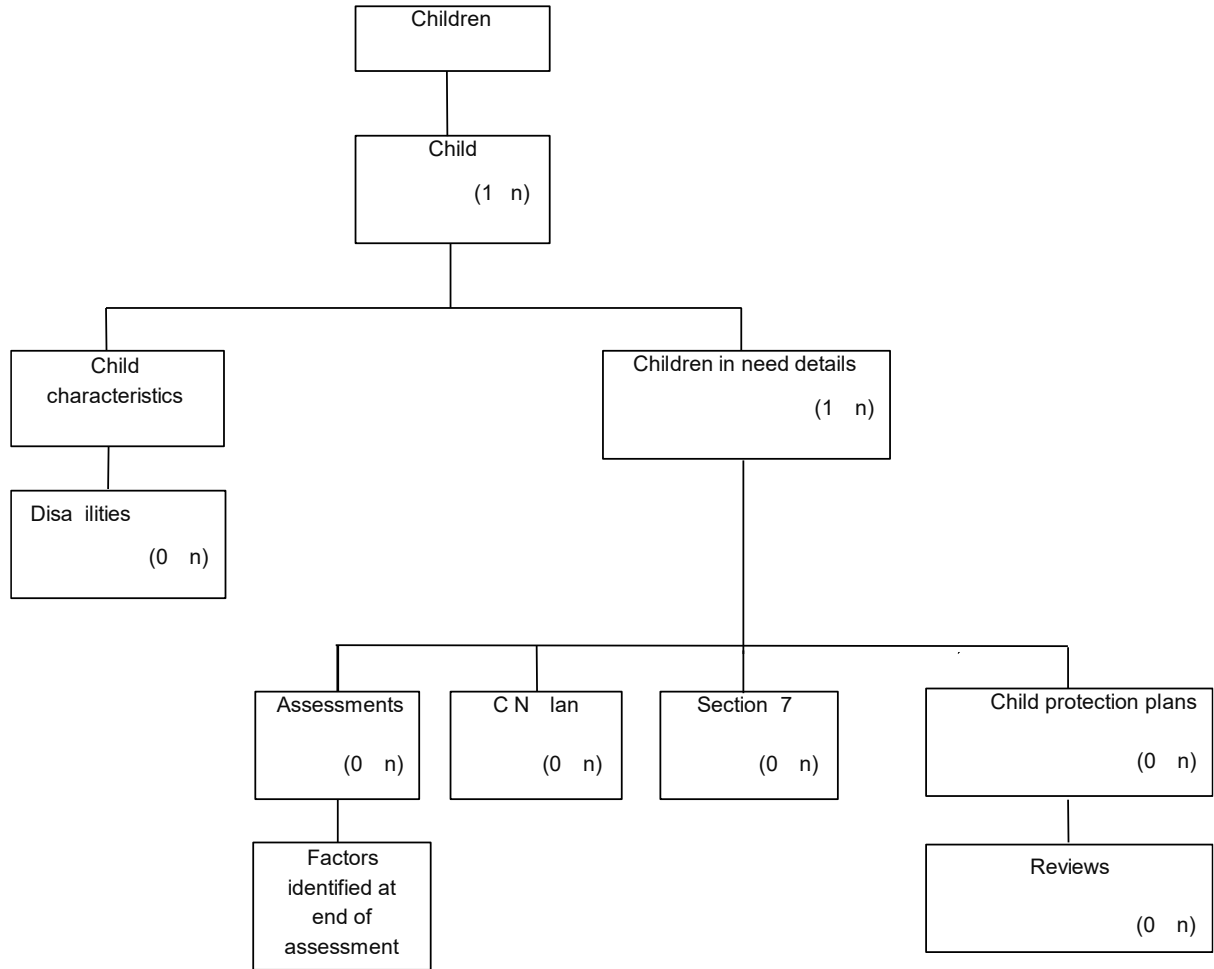 Children
Child
(1 n)
Child
characteristics
Children in need details
(1 n)
Disa ilities
(0 n)
Assessments
(0 n)
C N lan
(0 n)
Section 7
(0 n)
Child protection plans
(0 n)
Factors
identified at
end of
assessment
Reviews
(0 n)